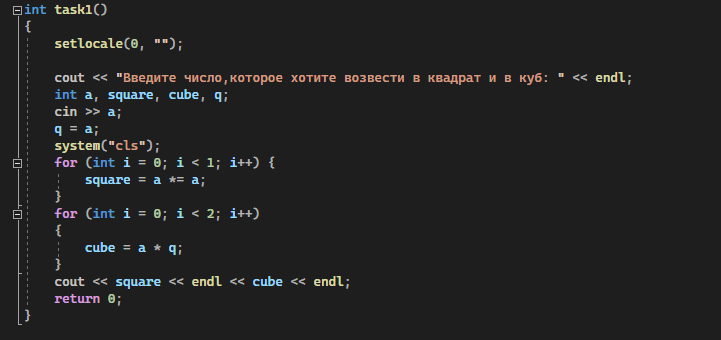 int task1()
{
setlocale(0, "");
cout << "Введите число,которое хотите возвести в квадрат и в куб: " << endl;
int a, square, cube, q;
cin >> a;
q = a;
system("cls");
for (int i = 0; i < 1; i++) {
square = a *= a;
}
for (int i = 0; i < 2; i++)
{
cube = a * q;
}
cout << square << endl << cube << endl;
return 0;
}